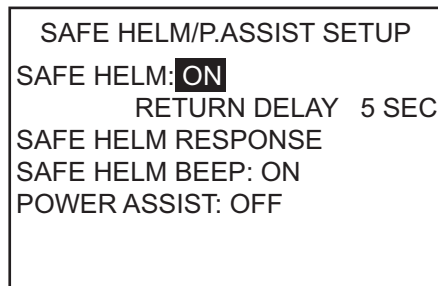 SAFE HELM/P.ASSIST SETUP
SAFE HELM: ON
RETURN DELAY 5 SEC
SAFE HELM RESPONSE
SAFE HELM BEEP: ON
POWER ASSIST: OFF